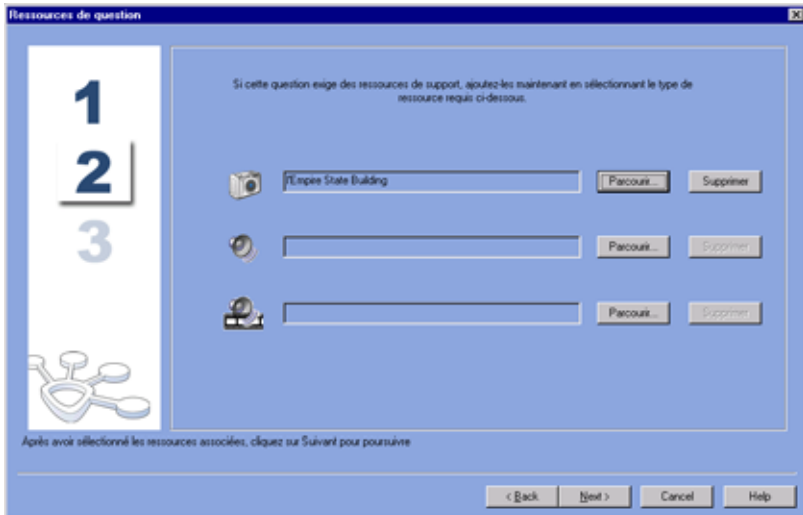 Ressources de question
1
2
3
Si cette question exige des ressources de support, ajoutez-les maintenant en sélectionnant le type de
ressource requis ci-dessous.
l'Empire State Building
Parcourir...
Supprimer
Parcourir...
Supprimer
Parcourir...
Supprimer
Après avoir sélectionné les ressources associées, cliquez sur Suivant pour poursuivre
< Back
Next >
Cancel
Help